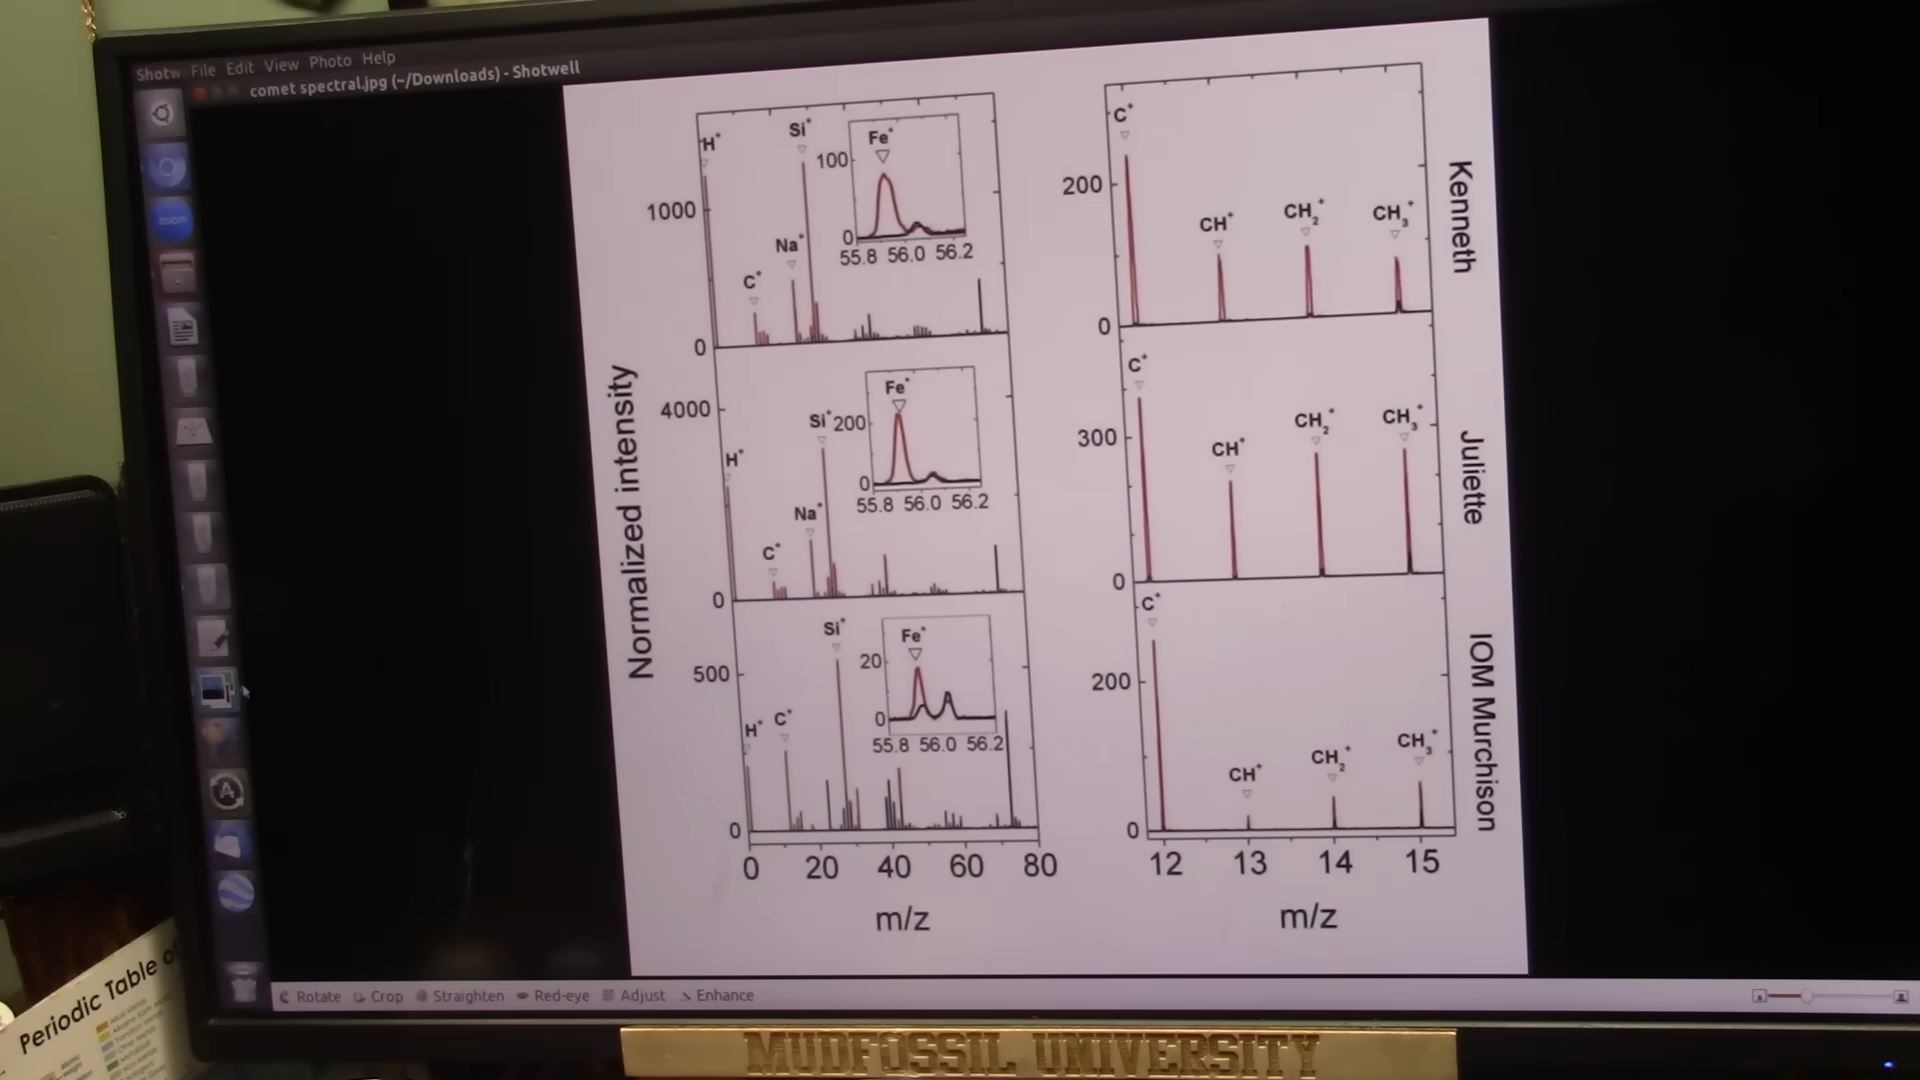 Shotw File Edit View Photo Help
comet spectral.jpg (~/Downloads) - Shotwell
zoom
Normalized intensity
H⁺
C⁺
Na⁺
Si⁺
Fe⁺
100
0
55.8 56.0 56.2
1000
0
C⁺
CH⁺
CH₂⁺
CH₃⁺
200
0
Kenneth
4000
0
H⁺
C⁺
Na⁺
Si⁺
Fe⁺
200
0
55.8 56.0 56.2
C⁺
CH⁺
CH₂⁺
CH₃⁺
300
0
Juliette
500
0
H⁺
C⁺
Si⁺
Fe⁺
20
0
55.8 56.0 56.2
C⁺
CH⁺
CH₂⁺
CH₃⁺
200
0
IOM Murchison
0 20 40 60 80
m/z
12 13 14 15
m/z
Rotate Crop Straighten Red-eye Adjust Enhance
Periodic Table
MUDFOSSIL UNIVERSITY